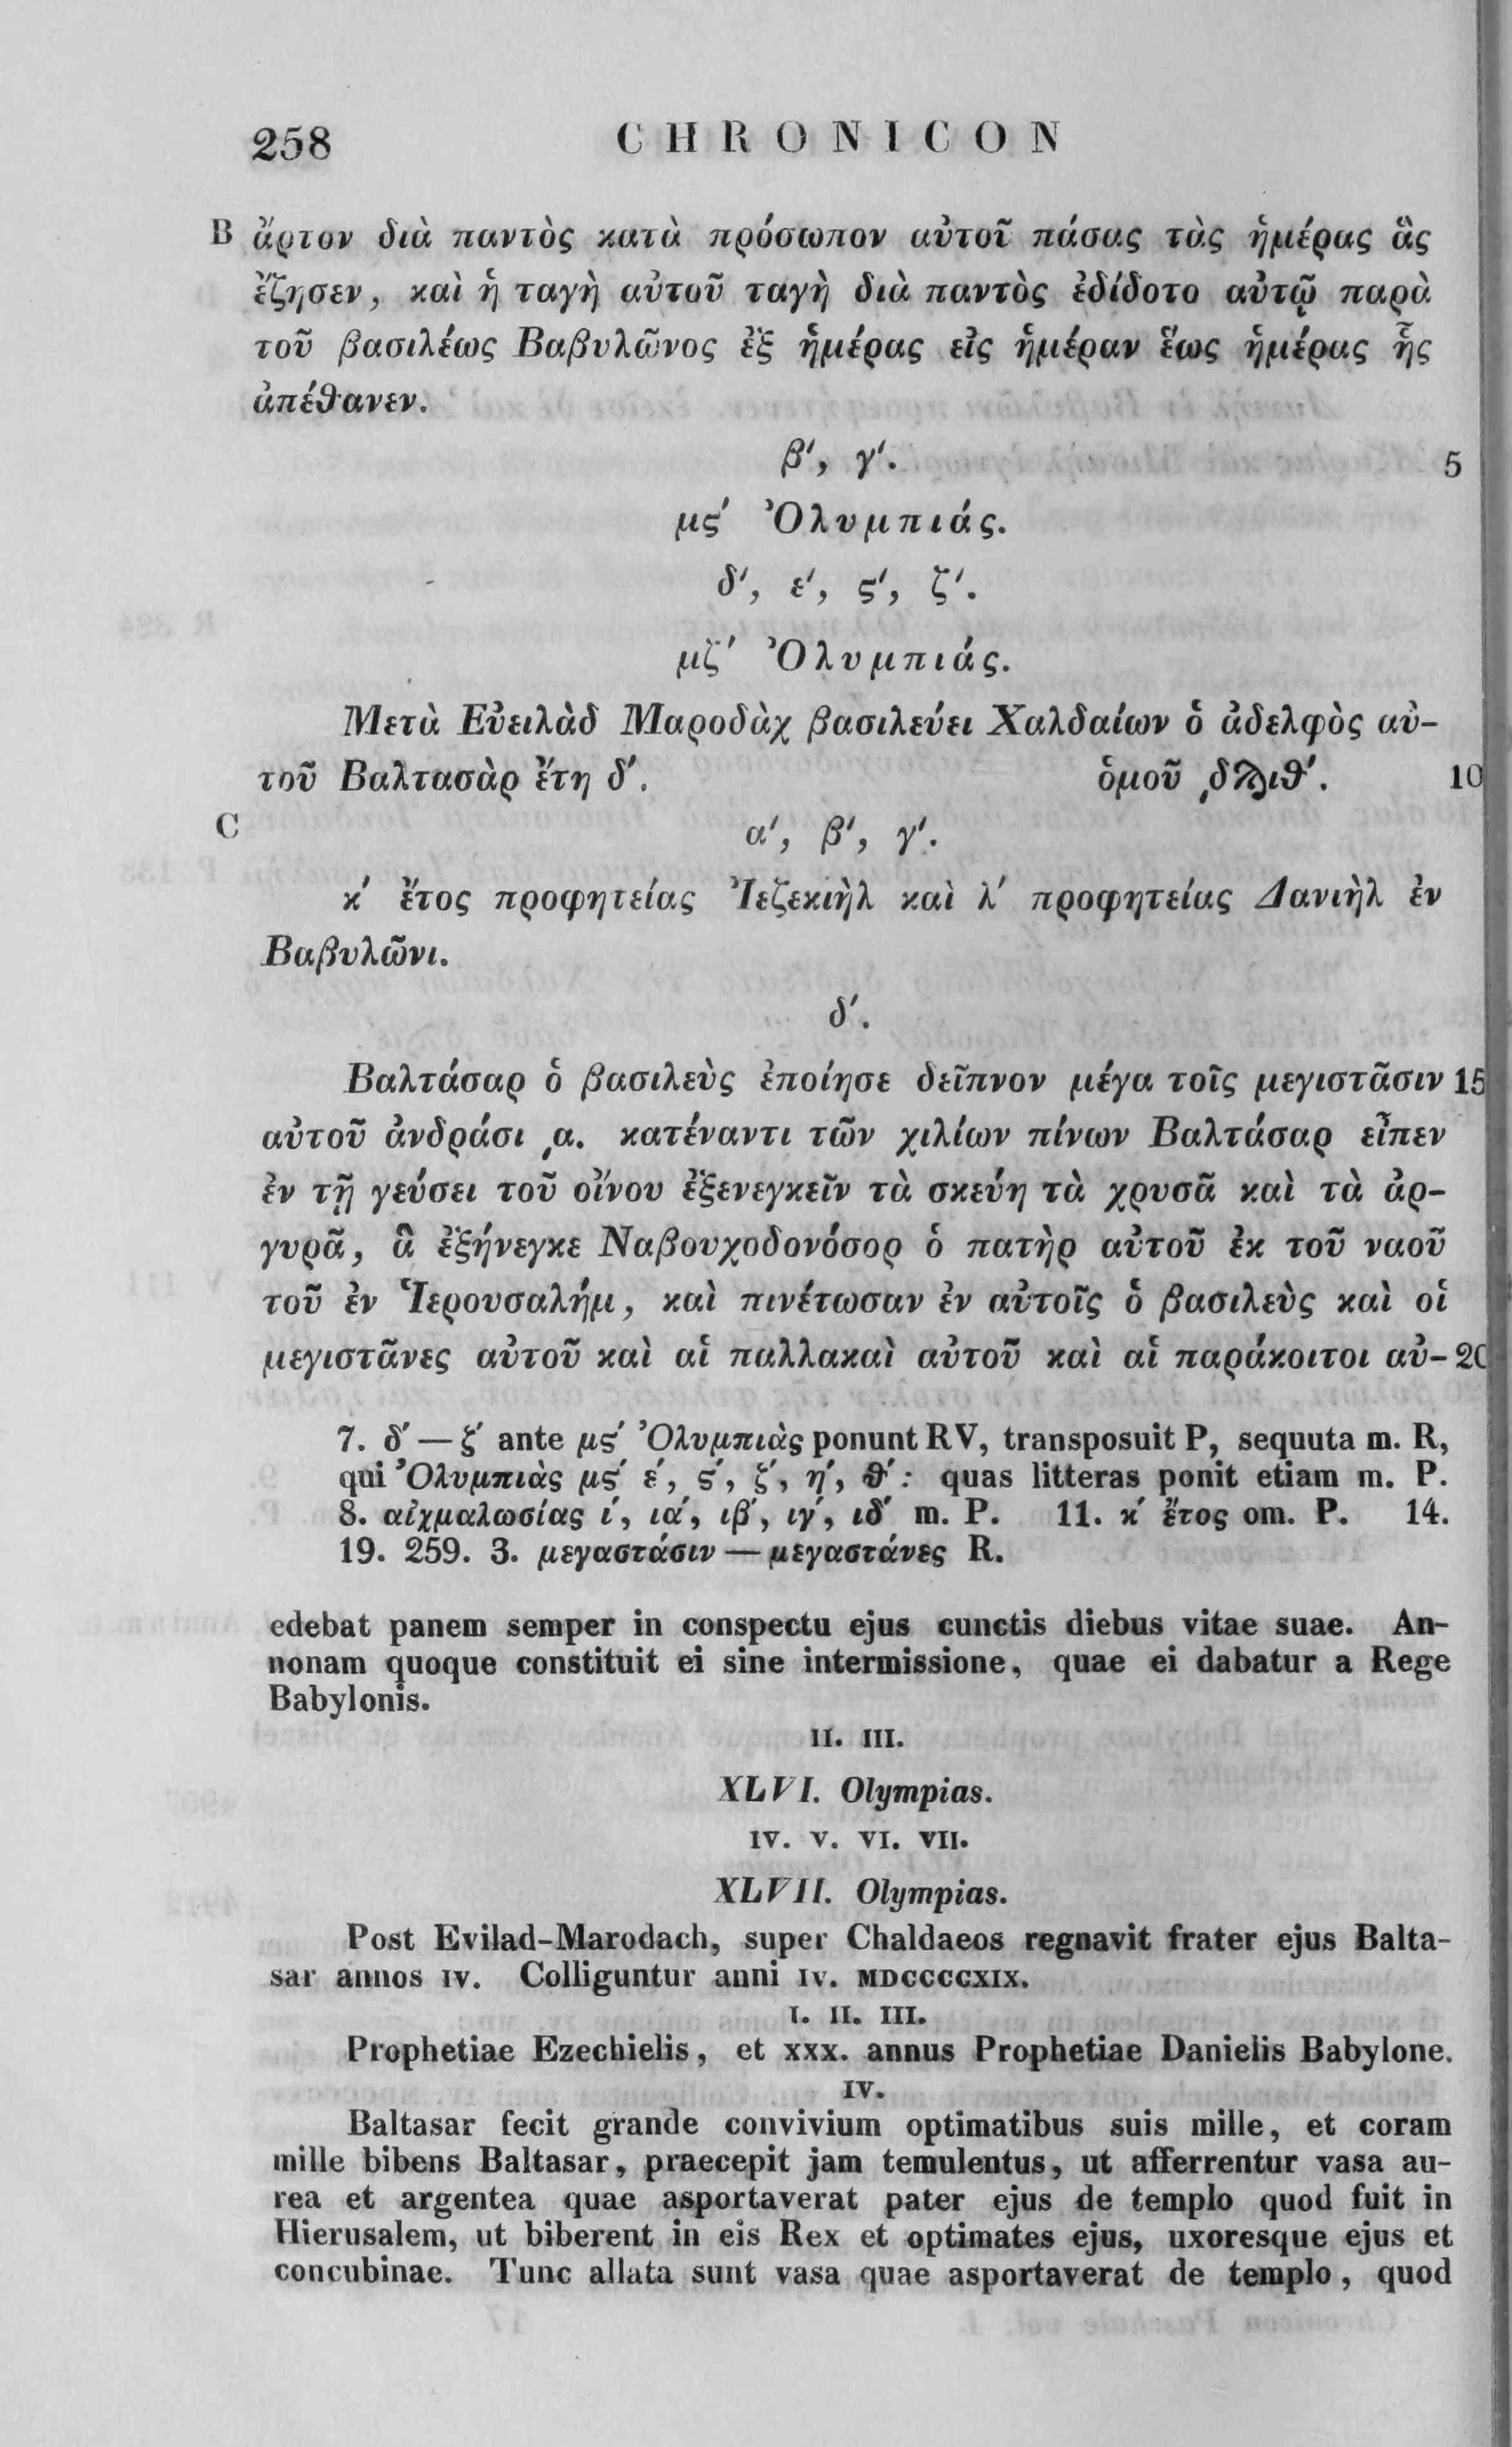 258 CHRONICON
B ἄρτον διὰ παντὸς κατὰ πρόσωπον αὐτοῦ πάσας τὰς ἡμέρας ἃς
ἔζησεν, καὶ ἡ ταγὴ αὐτοῦ ταγὴ διὰ παντὸς ἐδίδοτο αὐτῷ παρὰ
τοῦ βασιλέως Βαβυλῶνος ἐξ ἡμέρας εἰς ἡμέραν ἕως ἡμέρας ἧς
ἀπέθανεν.
β', γ'. 5
μς' Ὀλυμπιάς.
δ', ε', ς', ζ'.
μζ' Ὀλυμπιάς.
Μετὰ Εὐειλὰδ Μαροδὰχ βασιλεύει Χαλδαίων ὁ ἀδελφὸς αὐ-
τοῦ Βαλτασὰρ ἔτη δ'. ὁμοῦ ͵δϠιθ'. 10
C α', β', γ'.
κ' ἔτος προφητείας Ἰεζεκιὴλ καὶ λ' προφητείας Δανιὴλ ἐν
Βαβυλῶνι.
δ'.
Βαλτάσαρ ὁ βασιλεὺς ἐποίησε δεῖπνον μέγα τοῖς μεγιστᾶσιν 15
αὐτοῦ ἀνδράσι ͵α. κατέναντι τῶν χιλίων πίνων Βαλτάσαρ εἶπεν
ἐν τῇ γεύσει τοῦ οἴνου ἐξενεγκεῖν τὰ σκεύη τὰ χρυσᾶ καὶ τὰ ἀρ-
γυρᾶ, ἃ ἐξήνεγκε Ναβουχοδονόσορ ὁ πατὴρ αὐτοῦ ἐκ τοῦ ναοῦ
τοῦ ἐν Ἱερουσαλήμ, καὶ πινέτωσαν ἐν αὐτοῖς ὁ βασιλεὺς καὶ οἱ
μεγιστᾶνες αὐτοῦ καὶ αἱ παλλακαὶ αὐτοῦ καὶ αἱ παράκοιτοι αὐ- 20
7. δ' — ζ' ante μς' Ὀλυμπιὰς ponunt RV, transposuit P, sequuta m. R,
qui Ὀλυμπιὰς μς' ε', ς', ζ', η', θ': quas litteras ponit etiam m. P.
8. αἰχμαλωσίας ι', ια', ιβ', ιγ', ιδ' m. P. 11. κ' ἔτος om. P. 14.
19. 259. 3. μεγαστάσιν — μεγαστάνες R.
edebat panem semper in conspectu ejus cunctis diebus vitae suae. An-
nonam quoque constituit ei sine intermissione, quae ei dabatur a Rege
Babylonis.
II. III.
XLVI. Olympias.
IV. V. VI. VII.
XLVII. Olympias.
Post Evilad-Marodach, super Chaldaeos regnavit frater ejus Balta-
sar annos IV. Colliguntur anni IV. MDCCCCXIX.
I. II. III.
Prophetiae Ezechielis, et XXX. annus Prophetiae Danielis Babylone.
IV.
Baltasar fecit grande convivium optimatibus suis mille, et coram
mille bibens Baltasar, praecepit jam temulentus, ut afferrentur vasa au-
rea et argentea quae asportaverat pater ejus de templo quod fuit in
Hierusalem, ut biberent in eis Rex et optimates ejus, uxoresque ejus et
concubinae. Tunc allata sunt vasa quae asportaverat de templo, quod